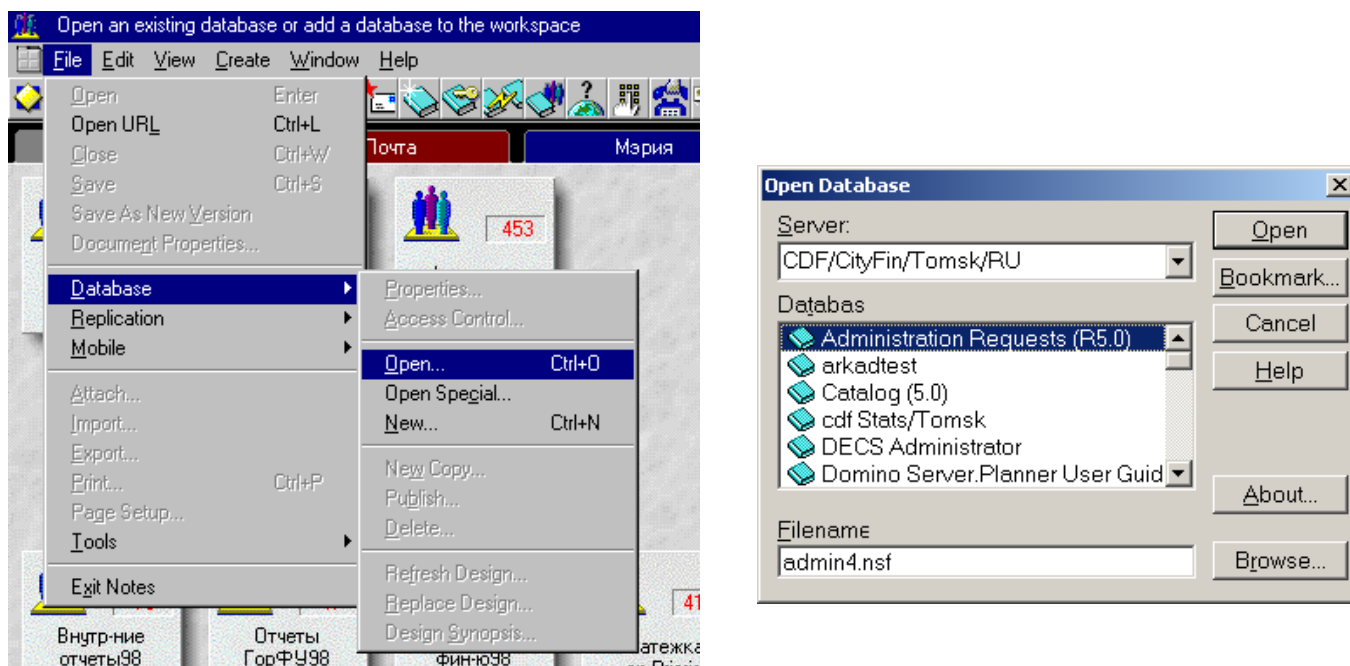 Open an existing database or add a database to the workspace
File Edit View Create Window Help
Open Enter
Open URL Ctrl+L
Close Ctrl+W
Save Ctrl+S
Save As New Version
Document Properties...
Database
Replication
Mobile
Attach...
Import...
Export...
Print... Ctrl+P
Page Setup...
Tools
Exit Notes
Почта
Мэрия
453
Properties...
Access Control...
Open... Ctrl+O
Open Special...
New... Ctrl+N
New Copy...
Publish...
Delete...
Refresh Design...
Replace Design...
Design Synopsis...
41
Внутр-ние
отчеты98
Отчеты
ГорФУ98
Фин-ю98
атежка
Open Database
Server:
CDF/CityFin/Tomsk/RU
Databas
Administration Requests (R5.0)
arkadtest
Catalog (5.0)
cdf Stats/Tomsk
DECS Administrator
Domino Server.Planner User Guid
Filename
admin4.nsf
Open
Bookmark...
Cancel
Help
About...
Browse...